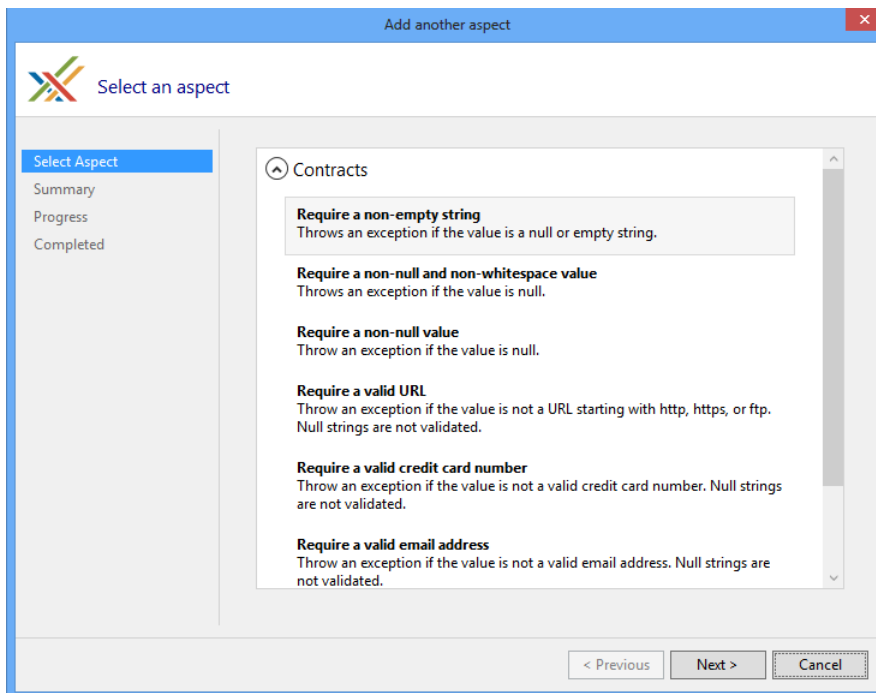 Add another aspect
Select an aspect
Select Aspect
Summary
Progress
Completed
Contracts
Require a non-empty string
Throws an exception if the value is a null or empty string.
Require a non-null and non-whitespace value
Throws an exception if the value is null.
Require a non-null value
Throw an exception if the value is null.
Require a valid URL
Throw an exception if the value is not a URL starting with http, https, or ftp.
Null strings are not validated.
Require a valid credit card number
Throw an exception if the value is not a valid credit card number. Null strings
are not validated.
Require a valid email address
Throw an exception if the value is not a valid email address. Null strings are
not validated.
< Previous
Next >
Cancel